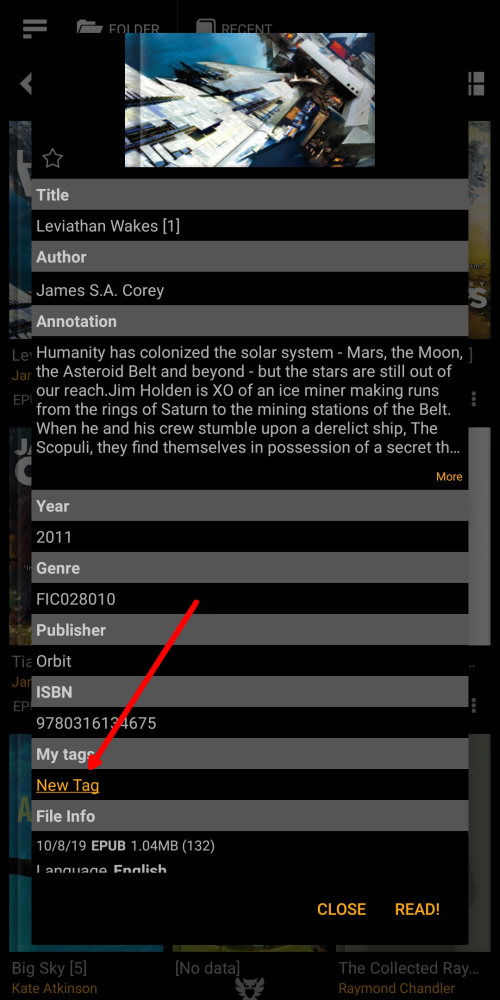 FOLDER
RECENT
Title
Leviathan Wakes [1]
Author
James S.A. Corey
Annotation
Humanity has colonized the solar system - Mars, the Moon,
the Asteroid Belt and beyond - but the stars are still out of
our reach.Jim Holden is XO of an ice miner making runs
from the rings of Saturn to the mining stations of the Belt.
When he and his crew stumble upon a derelict ship, The
Scopuli, they find themselves in possession of a secret th...
More
Year
2011
Genre
FIC028010
Publisher
Orbit
ISBN
9780316134675
My tags
New Tag
File Info
10/8/19 EPUB 1.04MB (132)
Language English
CLOSE
READ!
Big Sky [5]
[No data]
The Collected Ray...
Kate Atkinson
Raymond Chandler